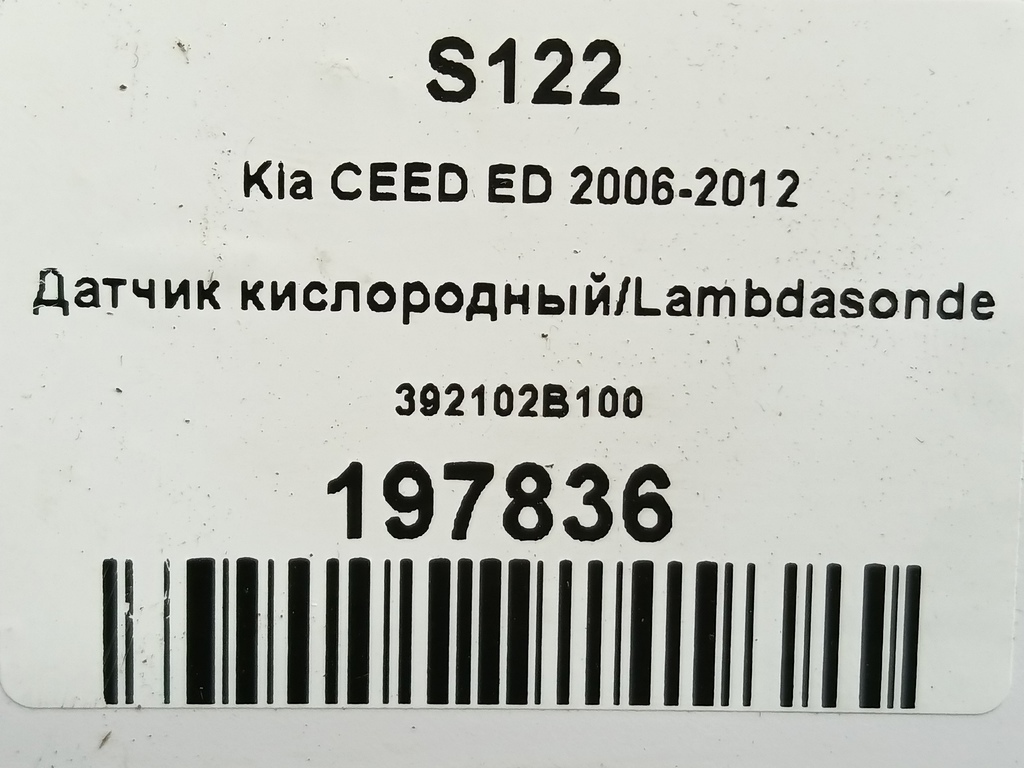 S122
Kia CEED ED 2006-2012
Датчик кислородный/Lambdasonde
392102B100
197836